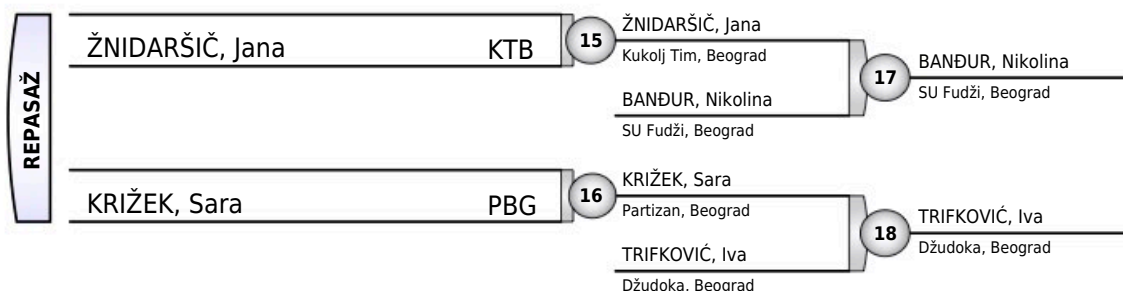 REPASAŽ
ŽNIDARŠIČ, Jana KTB
15
ŽNIDARŠIČ, Jana
Kukolj Tim, Beograd
BANĐUR, Nikolina
SU Fudži, Beograd
17
BANĐUR, Nikolina
SU Fudži, Beograd
KRIŽEK, Sara PBG
16
KRIŽEK, Sara
Partizan, Beograd
TRIFKOVIĆ, Iva
Džudoka, Beograd
18
TRIFKOVIĆ, Iva
Džudoka, Beograd